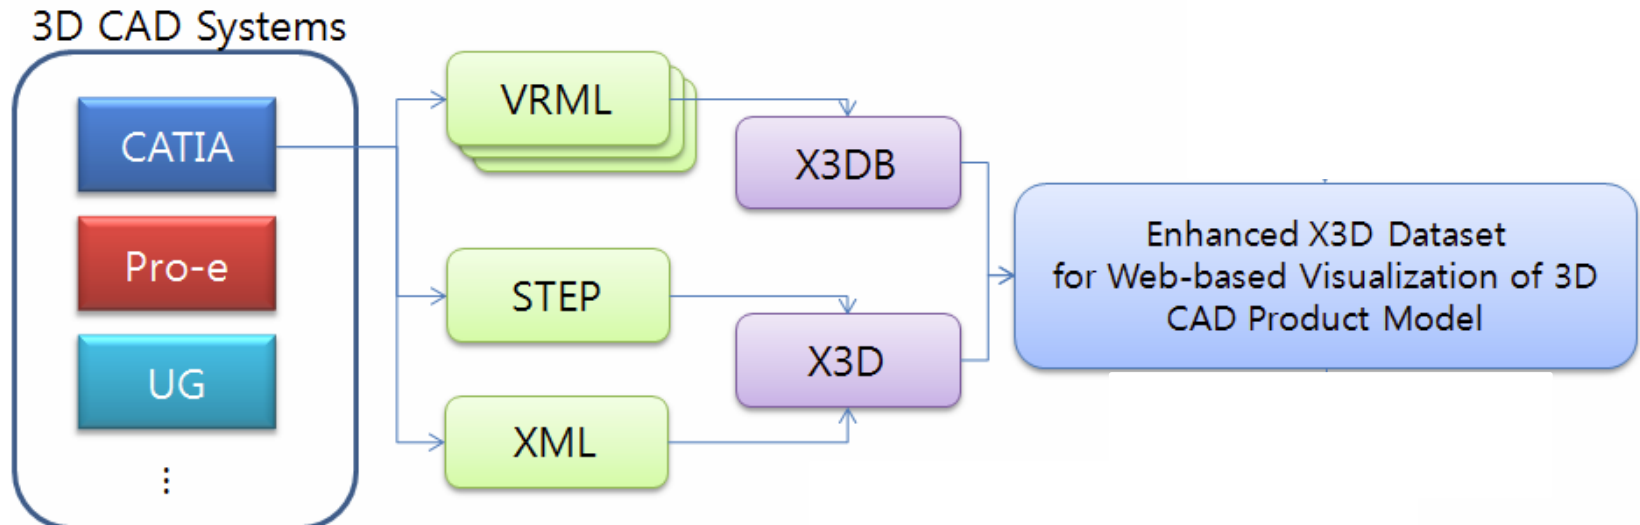 3D CAD Systems
CATIA
Pro-e
UG
⋮
VRML
STEP
XML
X3DB
X3D
Enhanced X3D Dataset
for Web-based Visualization of 3D
CAD Product Model